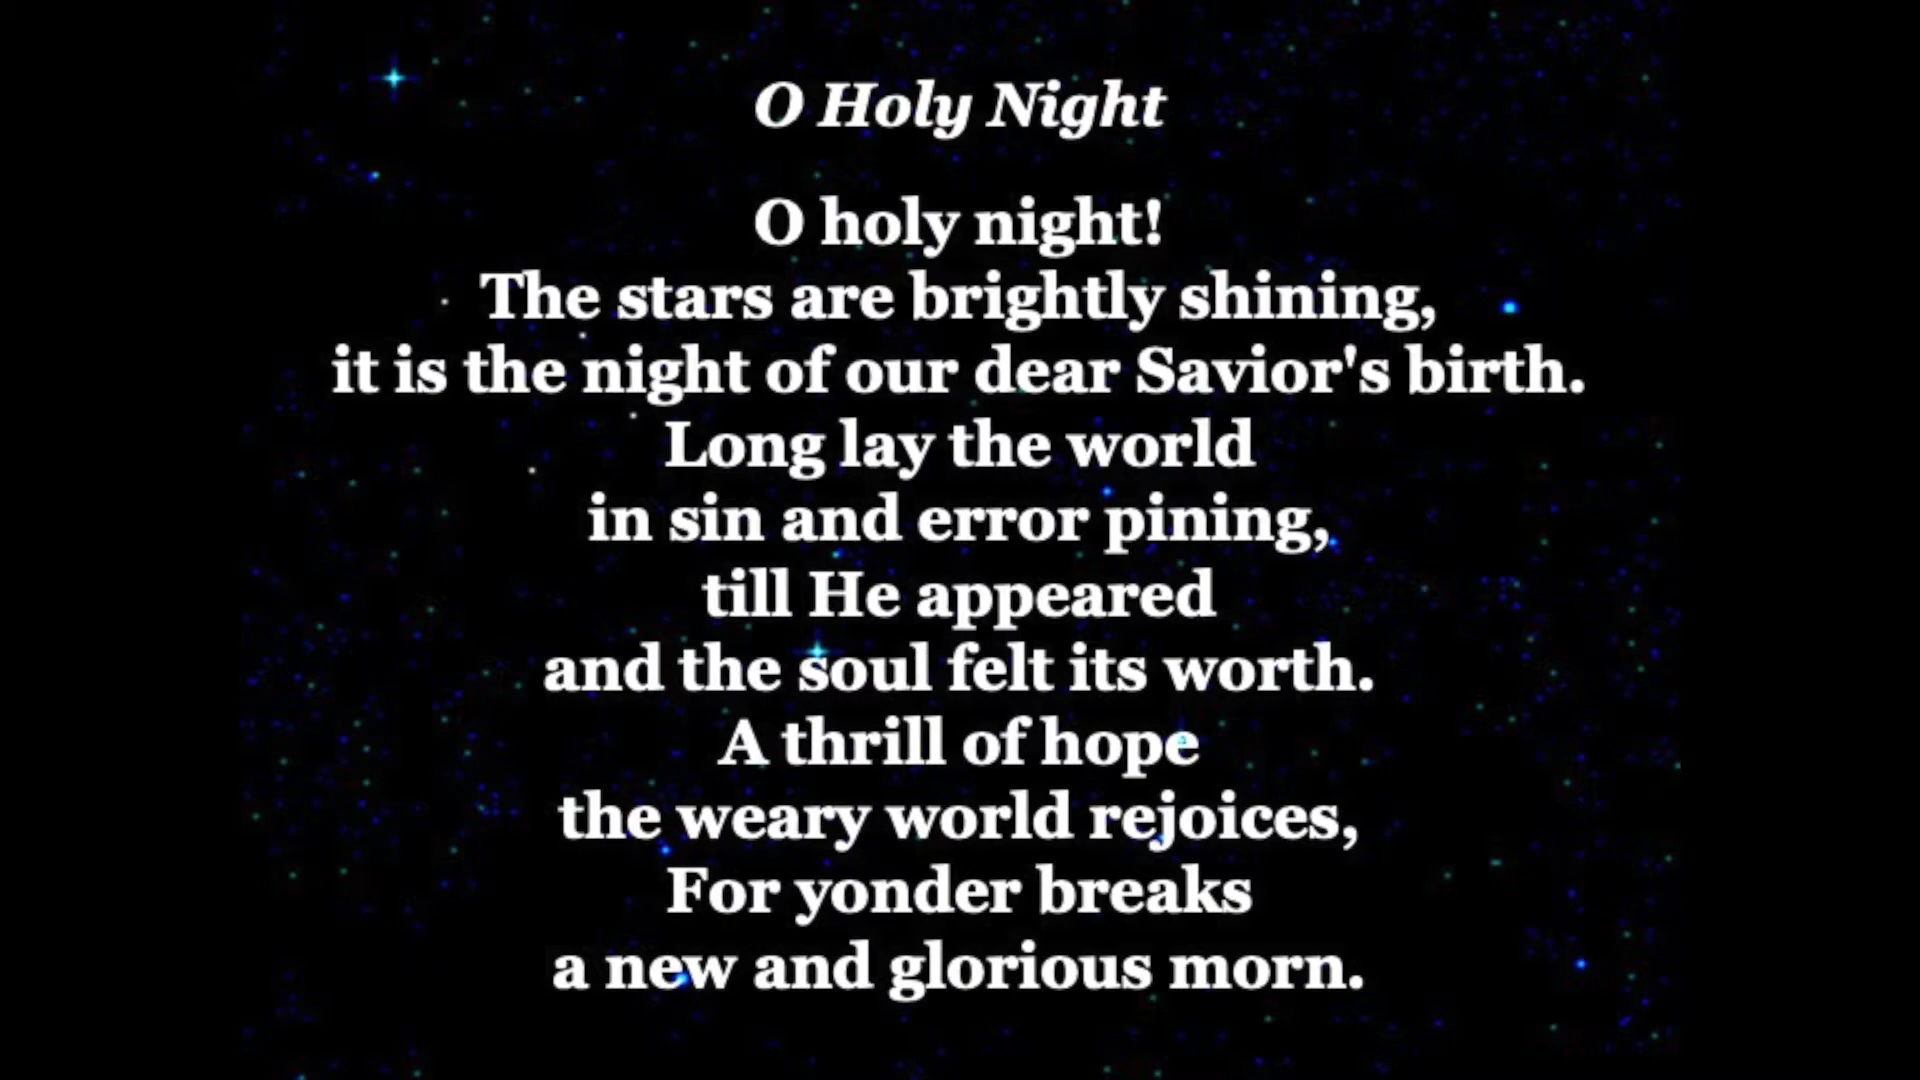 O Holy Night
O holy night!
The stars are brightly shining,
it is the night of our dear Savior's birth.
Long lay the world
in sin and error pining,
till He appeared
and the soul felt its worth.
A thrill of hope
the weary world rejoices,
For yonder breaks
a new and glorious morn.